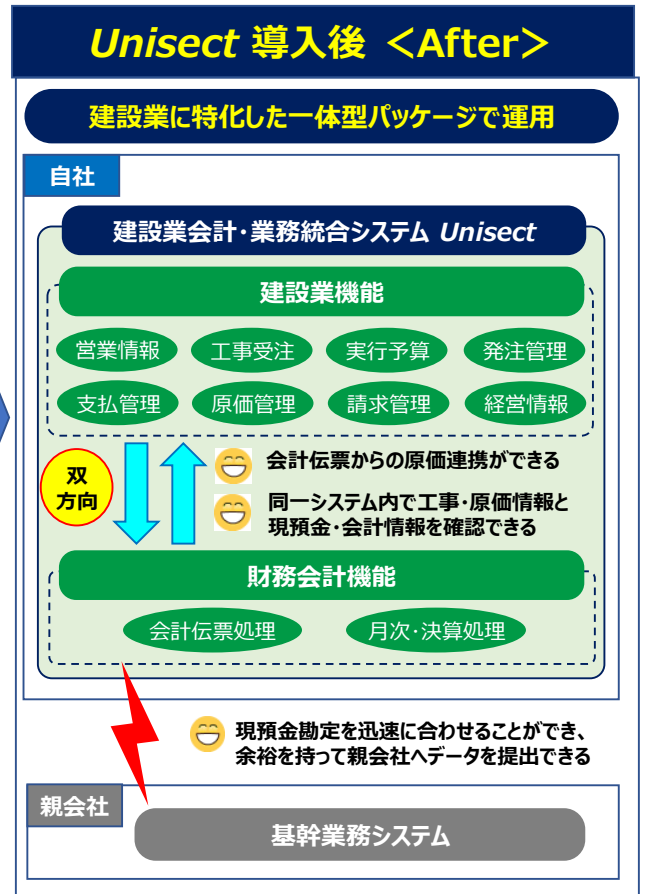 Unisect 導入後 <After>
建設業に特化した一体型パッケージで運用
自社
建設業会計・業務統合システム Unisect
建設業機能
営業情報 工事受注 実行予算 発注管理
支払管理 原価管理 請求管理 経営情報
双
方向
会計伝票からの原価連携ができる
同一システム内で工事・原価情報と
現預金・会計情報を確認できる
財務会計機能
会計伝票処理 月次・決算処理
現預金勘定を迅速に合わせることができ、
余裕を持って親会社へデータを提出できる
親会社
基幹業務システム